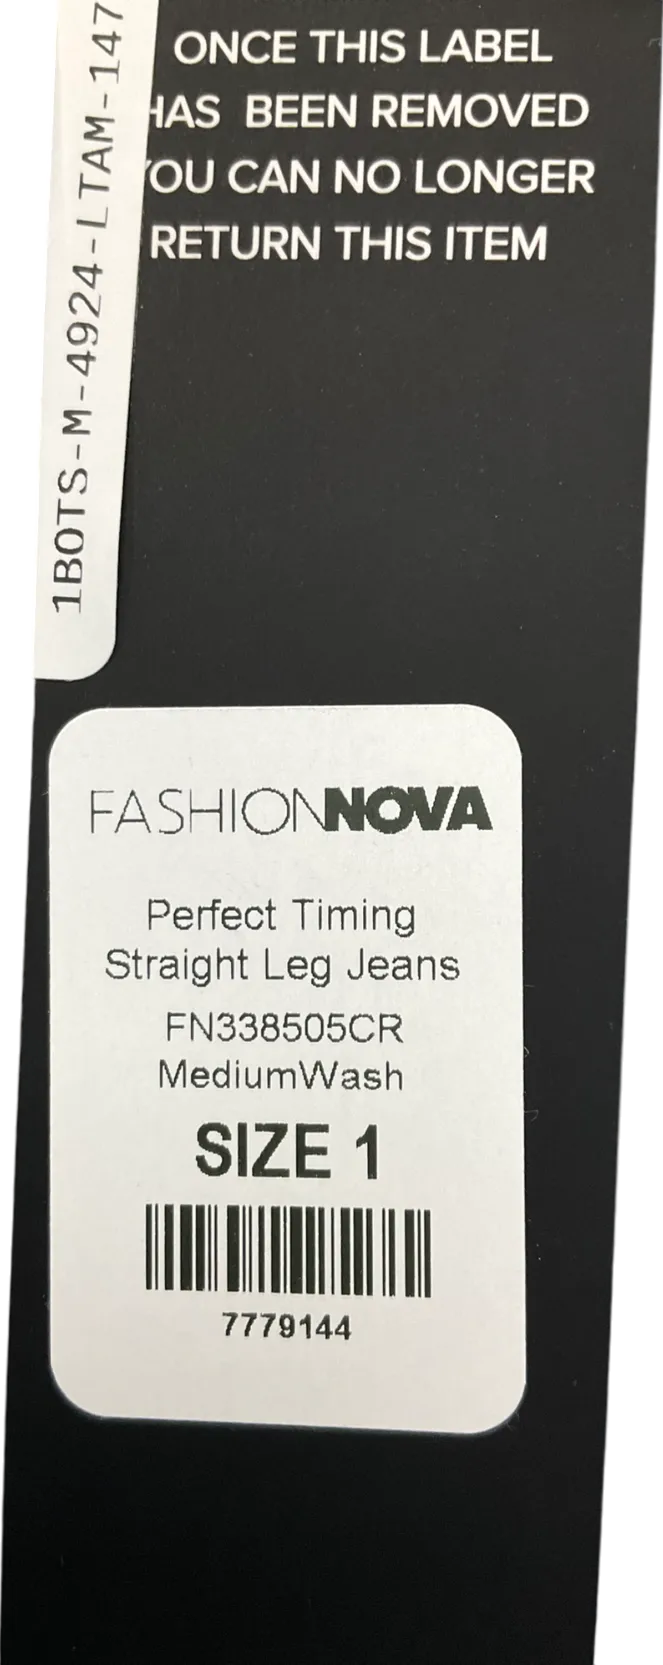 ONCE THIS LABEL
HAS BEEN REMOVED
YOU CAN NO LONGER
RETURN THIS ITEM
1BOTS-M-4924-LTAM-147
FASHIONNOVA
Perfect Timing
Straight Leg Jeans
FN338505CR
MediumWash
SIZE 1
7779144